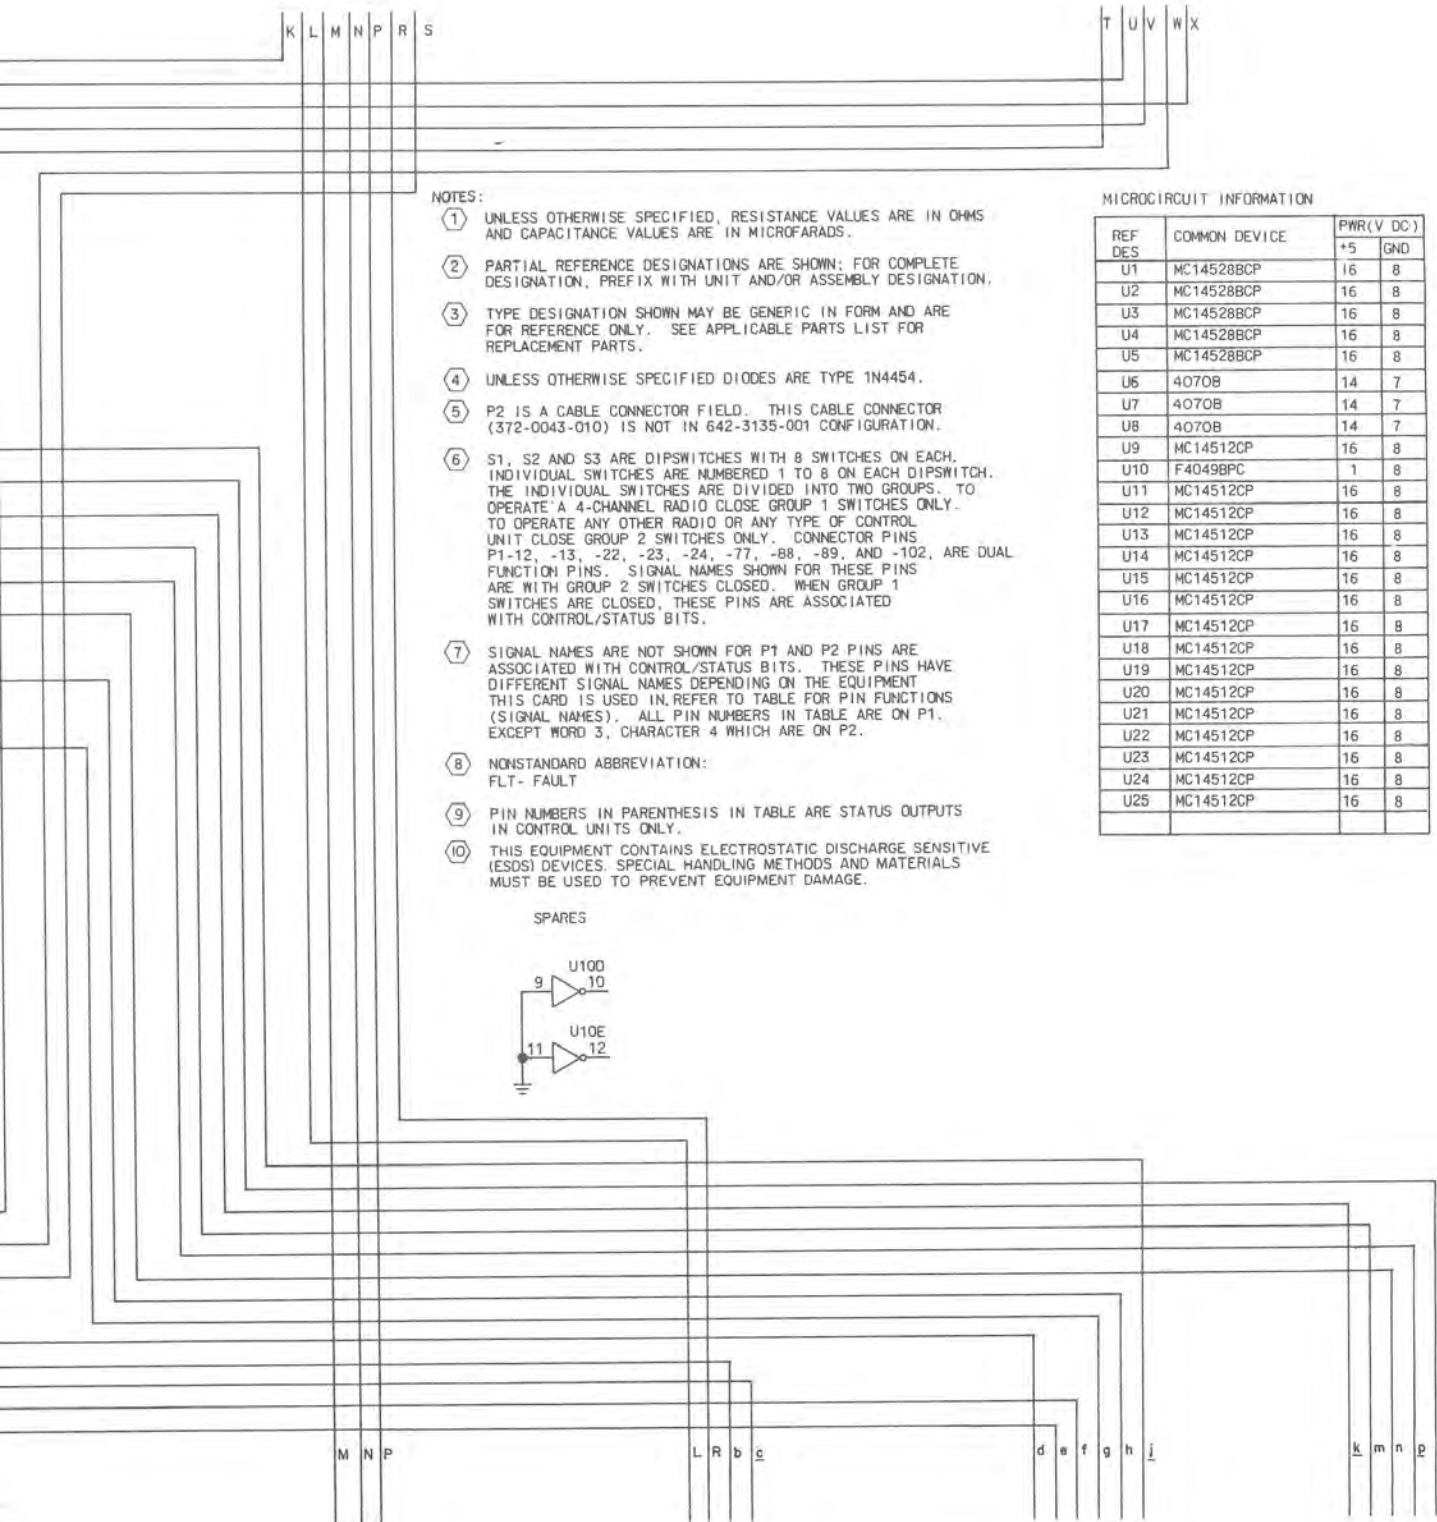 K L M N P R S
T U V W X
NOTES:
1 UNLESS OTHERWISE SPECIFIED, RESISTANCE VALUES ARE IN OHMS
AND CAPACITANCE VALUES ARE IN MICROFARADS.
2 PARTIAL REFERENCE DESIGNATIONS ARE SHOWN; FOR COMPLETE
DESIGNATION, PREFIX WITH UNIT AND/OR ASSEMBLY DESIGNATION.
3 TYPE DESIGNATION SHOWN MAY BE GENERIC IN FORM AND ARE
FOR REFERENCE ONLY. SEE APPLICABLE PARTS LIST FOR
REPLACEMENT PARTS.
4 UNLESS OTHERWISE SPECIFIED DIODES ARE TYPE 1N4454.
5 P2 IS A CABLE CONNECTOR FIELD. THIS CABLE CONNECTOR
(372-0043-010) IS NOT IN 642-3135-001 CONFIGURATION.
6 S1, S2 AND S3 ARE DIPSWITCHES WITH 8 SWITCHES ON EACH.
INDIVIDUAL SWITCHES ARE NUMBERED 1 TO 8 ON EACH DIPSWITCH.
THE INDIVIDUAL SWITCHES ARE DIVIDED INTO TWO GROUPS. TO
OPERATE A 4-CHANNEL RADIO CLOSE GROUP 1 SWITCHES ONLY.
TO OPERATE ANY OTHER RADIO OR ANY TYPE OF CONTROL
UNIT CLOSE GROUP 2 SWITCHES ONLY. CONNECTOR PINS
P1-12, -13, -22, -23, -24, -77, -88, -89, AND -102, ARE DUAL
FUNCTION PINS. SIGNAL NAMES SHOWN FOR THESE PINS
ARE WITH GROUP 2 SWITCHES CLOSED. WHEN GROUP 1
SWITCHES ARE CLOSED, THESE PINS ARE ASSOCIATED
WITH CONTROL/STATUS BITS.
7 SIGNAL NAMES ARE NOT SHOWN FOR P1 AND P2 PINS ARE
ASSOCIATED WITH CONTROL/STATUS BITS. THESE PINS HAVE
DIFFERENT SIGNAL NAMES DEPENDING ON THE EQUIPMENT
THIS CARD IS USED IN. REFER TO TABLE FOR PIN FUNCTIONS
(SIGNAL NAMES). ALL PIN NUMBERS IN TABLE ARE ON P1.
EXCEPT WORD 3, CHARACTER 4 WHICH ARE ON P2.
8 NONSTANDARD ABBREVIATION:
FLT- FAULT
9 PIN NUMBERS IN PARENTHESIS IN TABLE ARE STATUS OUTPUTS
IN CONTROL UNITS ONLY.
10 THIS EQUIPMENT CONTAINS ELECTROSTATIC DISCHARGE SENSITIVE
(ESDS) DEVICES. SPECIAL HANDLING METHODS AND MATERIALS
MUST BE USED TO PREVENT EQUIPMENT DAMAGE.
MICROCIRCUIT INFORMATION
REF DES COMMON DEVICE PWR(V DC)
+5 GND
U1 MC14528BCP 16 8
U2 MC14528BCP 16 8
U3 MC14528BCP 16 8
U4 MC14528BCP 16 8
U5 MC14528BCP 16 8
U6 4070B 14 7
U7 4070B 14 7
U8 4070B 14 7
U9 MC14512CP 16 8
U10 F4049BPC 1 8
U11 MC14512CP 16 8
U12 MC14512CP 16 8
U13 MC14512CP 16 8
U14 MC14512CP 16 8
U15 MC14512CP 16 8
U16 MC14512CP 16 8
U17 MC14512CP 16 8
U18 MC14512CP 16 8
U19 MC14512CP 16 8
U20 MC14512CP 16 8
U21 MC14512CP 16 8
U22 MC14512CP 16 8
U23 MC14512CP 16 8
U24 MC14512CP 16 8
U25 MC14512CP 16 8
SPARES
U10D
9 10
U10E
11 12
M N P
L R b c
d e f g h j
k m n p